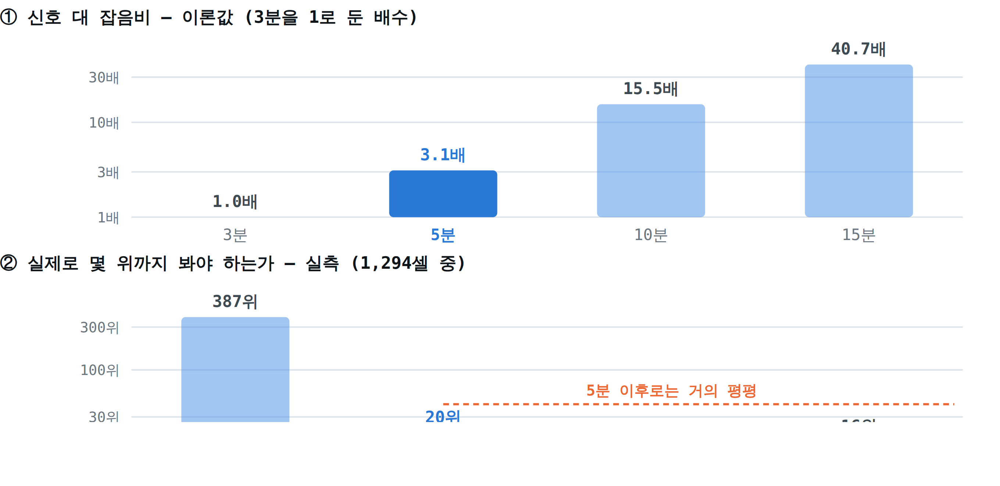 ① 신호 대 잡음비 — 이론값 (3분을 1로 둔 배수)
40.7배
30배
15.5배
10배
3.1배
3배
1.0배
1배
3분 5분 10분 15분
② 실제로 몇 위까지 봐야 하는가 — 실측 (1,294셀 중)
387위
300위
100위
5분 이후로는 거의 평평
30위 20위